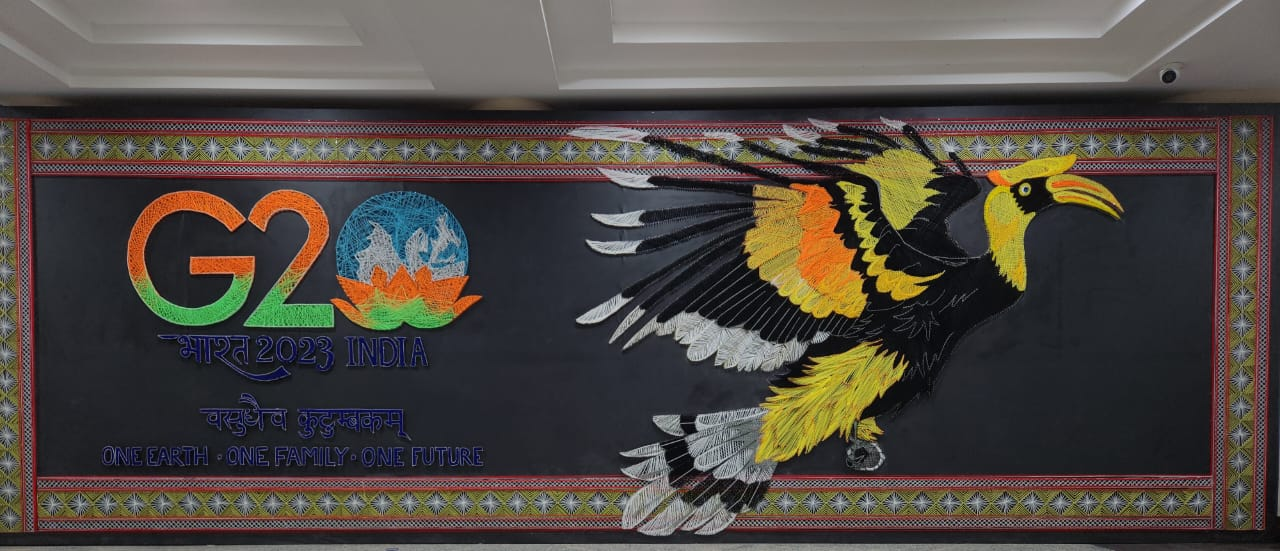 G20
भारत 2023 INDIA
वसुधैव कुटुम्बकम्
ONE EARTH · ONE FAMILY · ONE FUTURE